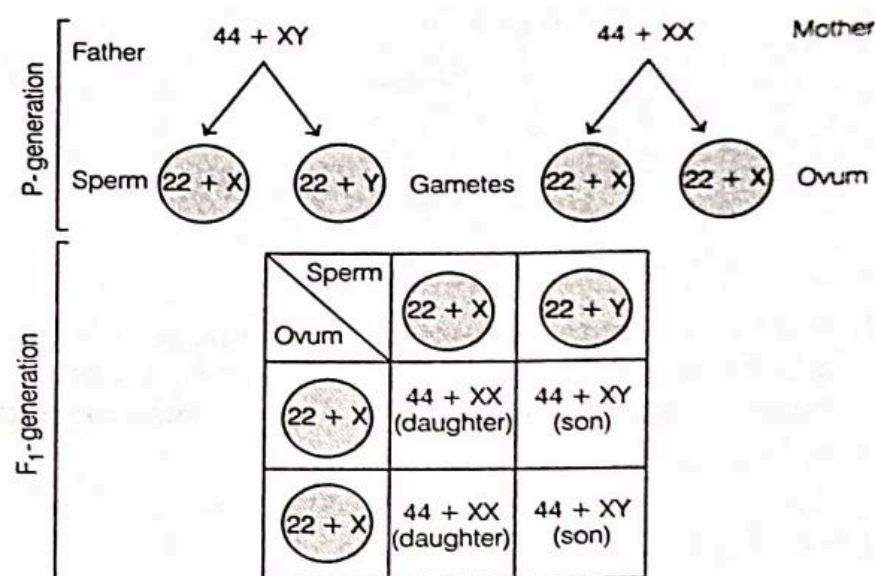 P-generation
Father 44 + XY 44 + XX Mother
Sperm 22 + X 22 + Y Gametes 22 + X 22 + X Ovum
F₁-generation
Sperm
Ovum
22 + X 22 + Y
22 + X
44 + XX
(daughter)
44 + XY
(son)
22 + X
44 + XX
(daughter)
44 + XY
(son)